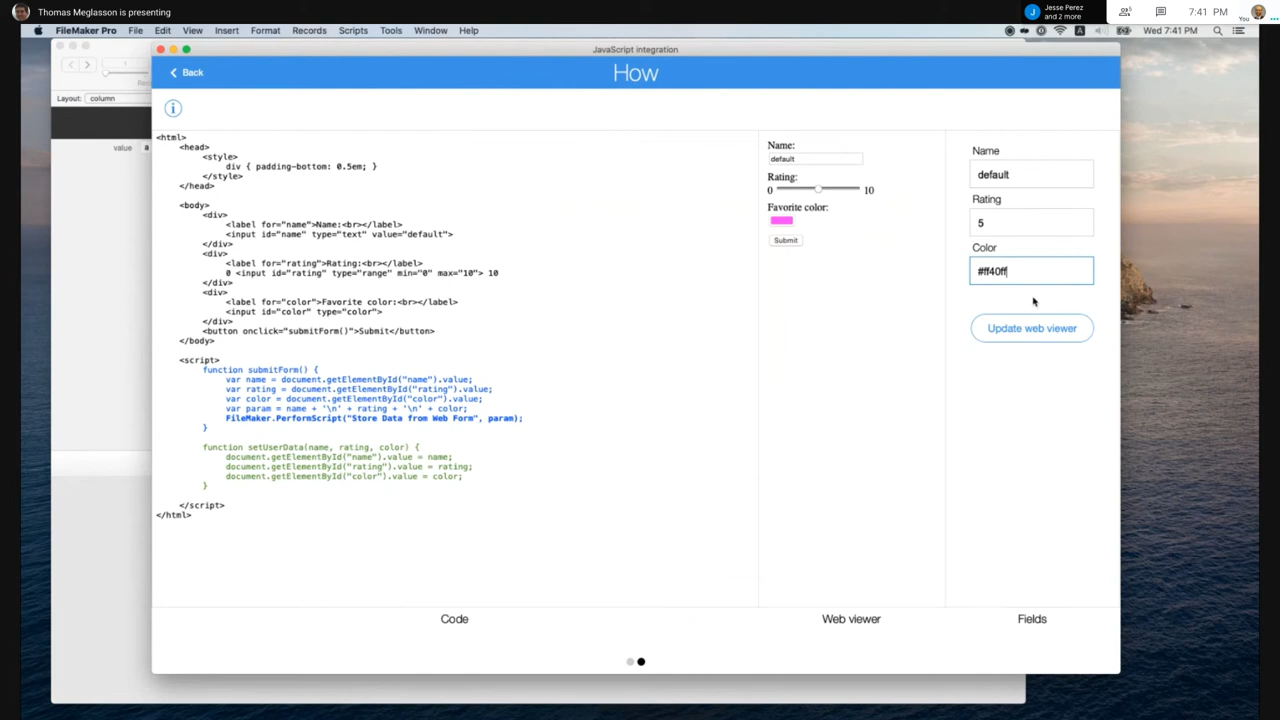 Thomas Meglasson is presenting
J
Jesse Perez
and 2 more
5
7:41 PM
You
FileMaker Pro File Edit View Insert Format Records Scripts Tools Window Help
A
Wed 7:41 PM
JavaScript integration
Back
How
Layout: column
value a
<html>
<head>
<style>
div { padding-bottom: 0.5em; }
</style>
</head>
<body>
<div>
<label for="name">Name:<br></label>
<input id="name" type="text" value="default">
</div>
<div>
<label for="rating">Rating:<br></label>
0 <input id="rating" type="range" min="0" max="10"> 10
</div>
<div>
<label for="color">Favorite color:<br></label>
<input id="color" type="color">
</div>
<button onclick="submitForm()">Submit</button>
</body>
<script>
function submitForm() {
var name = document.getElementById("name").value;
var rating = document.getElementById("rating").value;
var color = document.getElementById("color").value;
var param = name + '\n' + rating + '\n' + color;
FileMaker.PerformScript("Store Data from Web Form", param);
}
function setUserData(name, rating, color) {
document.getElementById("name").value = name;
document.getElementById("rating").value = rating;
document.getElementById("color").value = color;
}
</script>
</html>
Name:
default
Rating:
0 10
Favorite color:
Submit
Name
default
Rating
5
Color
#ff40ff
Update web viewer
Code
Web viewer
Fields